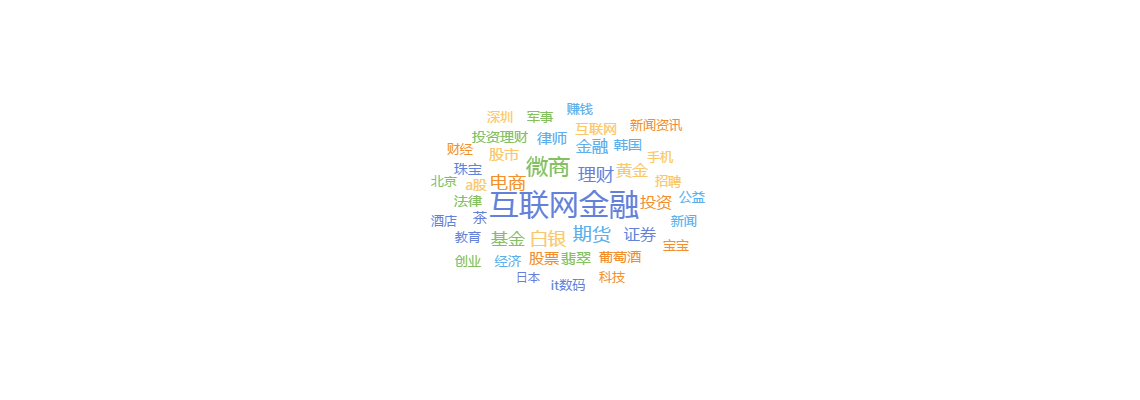 赚钱
深圳 军事
互联网 新闻资讯
投资理财 律师
金融 韩国
财经 股市 手机
微商
珠宝 理财 黄金
北京 a股 电商 招聘
法律 互联网金融 投资 公益
酒店 茶 新闻
教育 基金 白银 期货 证券
宝宝
创业 经济 股票 翡翠 葡萄酒
日本 it数码 科技